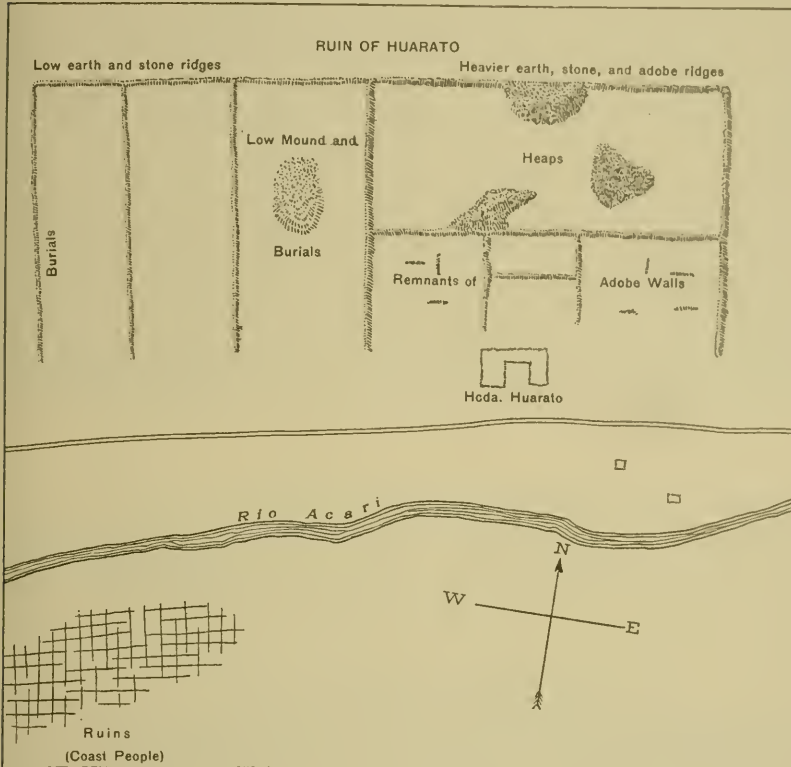 RUIN OF HUARATO
Low earth and stone ridges
Heavier earth, stone, and adobe ridges
Low Mound and
Heaps
Burials
Burials
Remnants of
Adobe Walls
Hcda. Huarato
Rio Acari
N
W
E
Ruins
(Coast People)